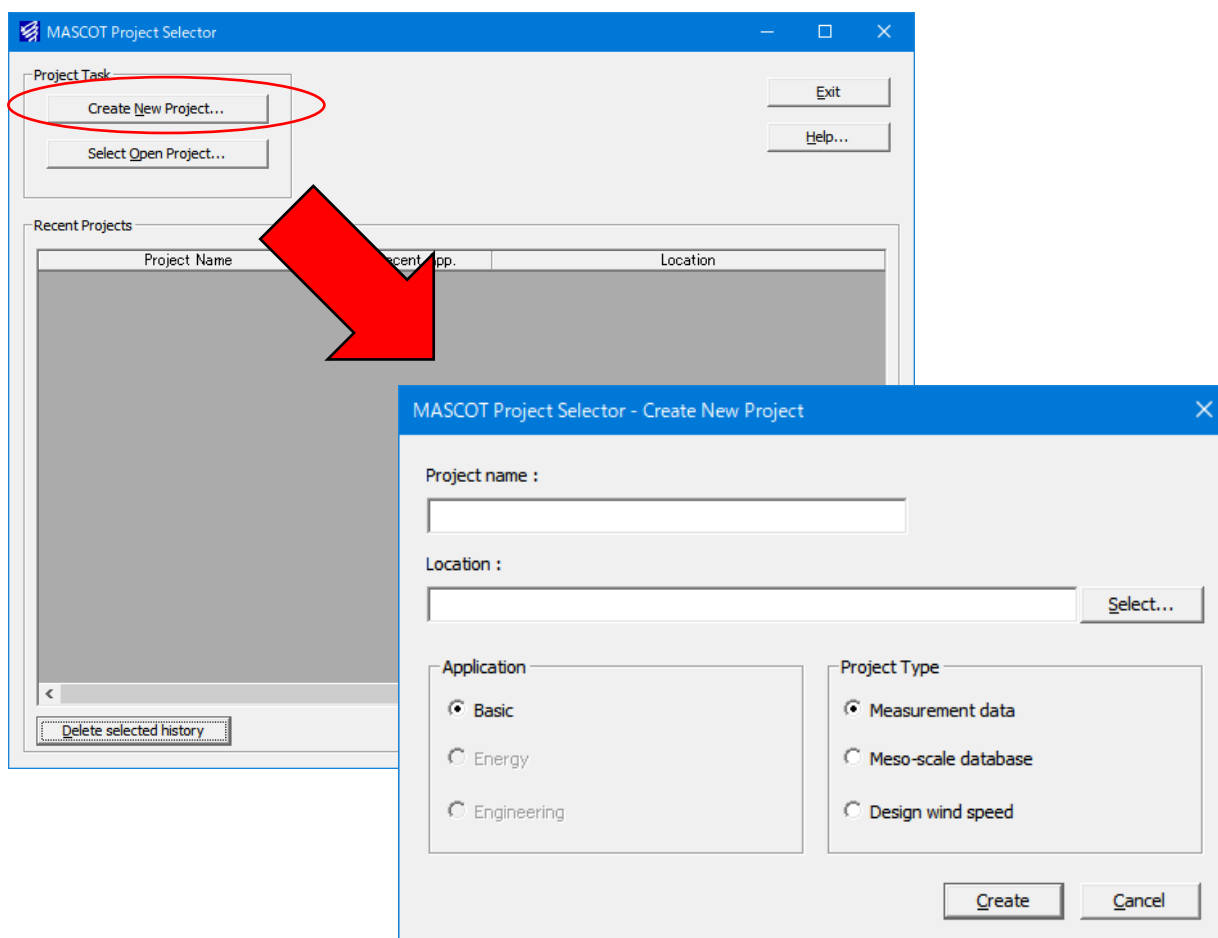 MASCOT Project Selector
Project Task
Create New Project...
Exit
Select Open Project...
Help...
Recent Projects
Project Name
Location
MASCOT Project Selector - Create New Project
Project name :
Location :
Select...
Application
Project Type
Basic
Measurement data
Energy
Meso-scale database
Engineering
Design wind speed
Delete selected history
Create
Cancel